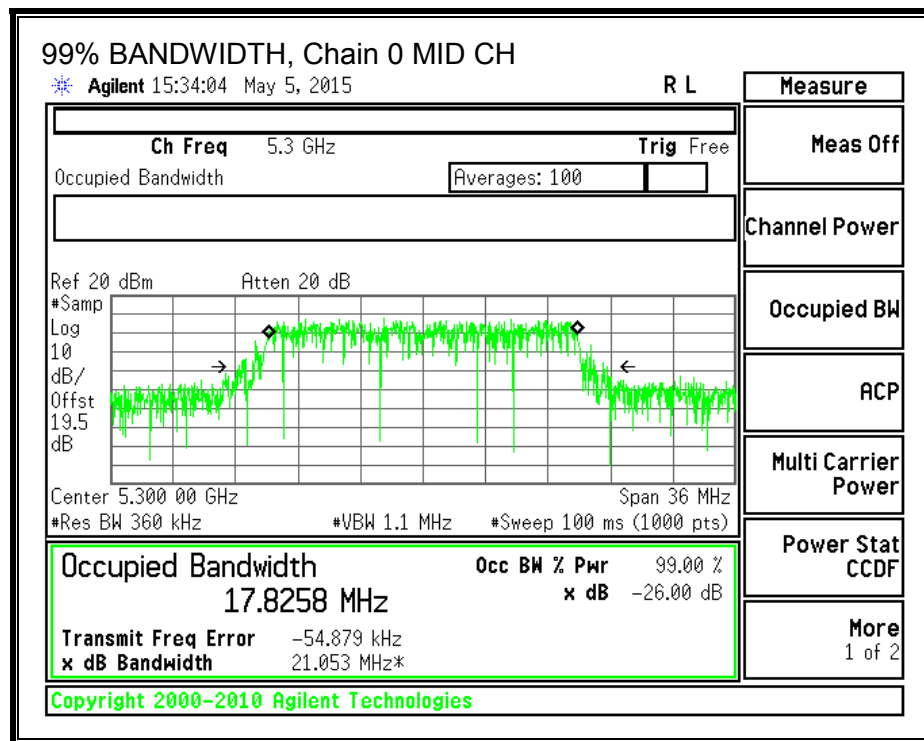 99% BANDWIDTH, Chain 0 MID CH
Agilent 15:34:04 May 5, 2015 R L
Measure
Ch Freq 5.3 GHz Trig Free
Meas Off
Occupied Bandwidth Averages: 100
Channel Power
Ref 20 dBm Atten 20 dB
#Samp
Log
10
dB/
Offst
19.5
dB
Occupied BW
ACP
Multi Carrier
Power
Center 5.300 00 GHz Span 36 MHz
#Res BW 360 kHz #VBW 1.1 MHz #Sweep 100 ms (1000 pts)
Power Stat
CCDF
Occupied Bandwidth Occ BW % Pwr 99.00 %
17.8258 MHz x dB -26.00 dB
Transmit Freq Error -54.879 kHz
x dB Bandwidth 21.053 MHz*
More
1 of 2
Copyright 2000-2010 Agilent Technologies